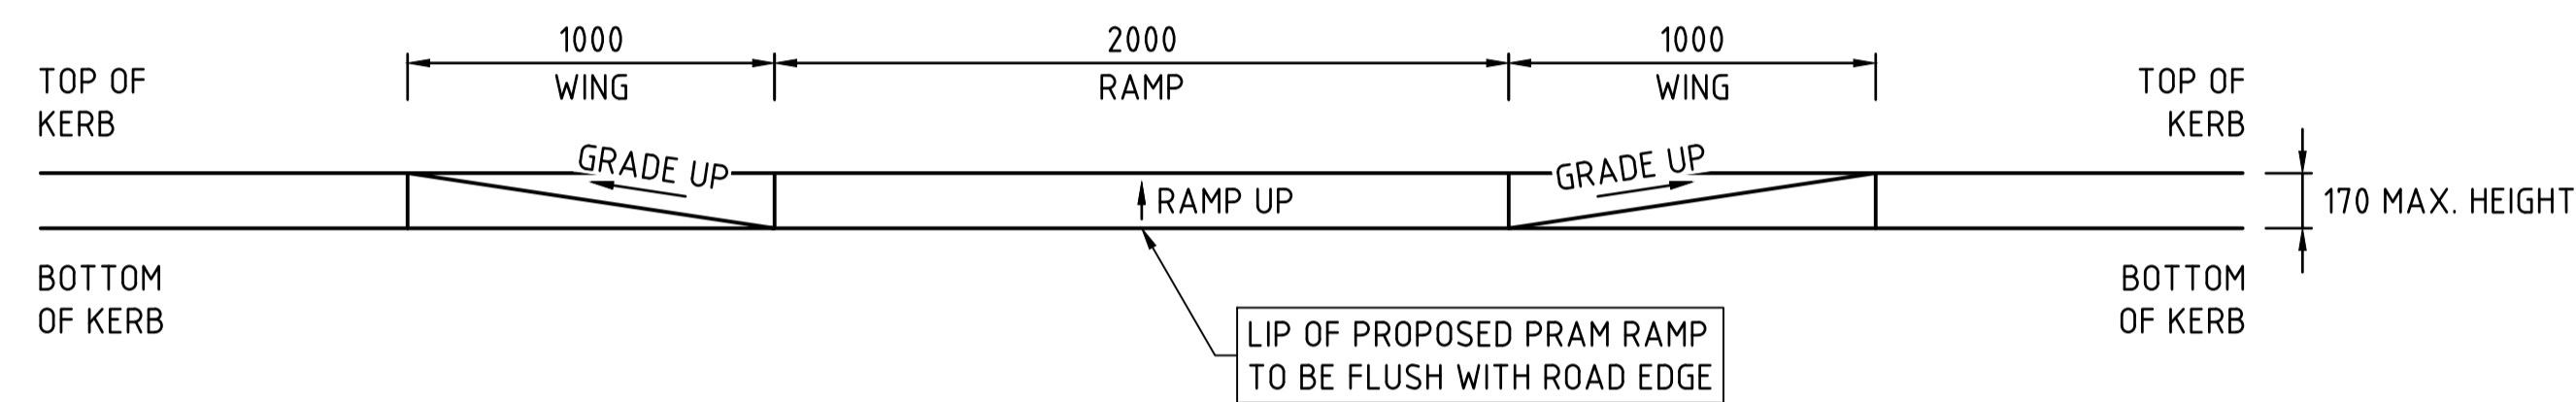 1000
2000
1000
TOP OF
KERB
WING
RAMP
WING
TOP OF
KERB
GRADE UP
RAMP UP
GRADE UP
170 MAX. HEIGHT
BOTTOM
OF KERB
BOTTOM
OF KERB
LIP OF PROPOSED PRAM RAMP
TO BE FLUSH WITH ROAD EDGE